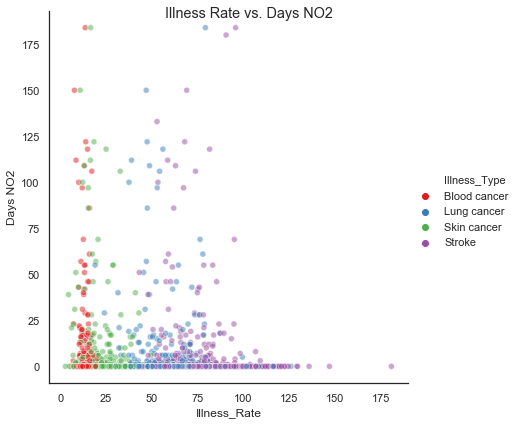 Illness Rate vs. Days NO2
175
150
125
100
75
50
25
0
Days NO2
0 25 50 75 100 125 150 175
Illness_Rate
Illness_Type
Blood cancer
Lung cancer
Skin cancer
Stroke